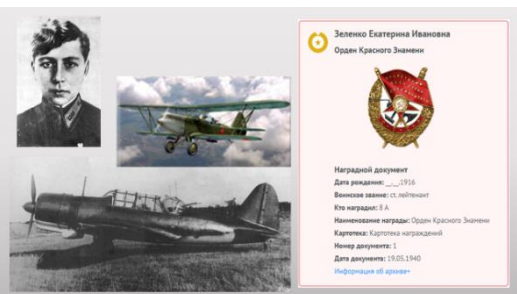 Зеленко Екатерина Ивановна
Орден Красного Знамени
Наградной документ
Дата рождения: __.__.1916
Воинское звание: ст. лейтенант
Кто наградил: 8 А
Наименование награды: Орден Красного Знамени
Картотека: Картотека награждений
Номер документа: 1
Дата документа: 19.05.1940
Информация об архиве+